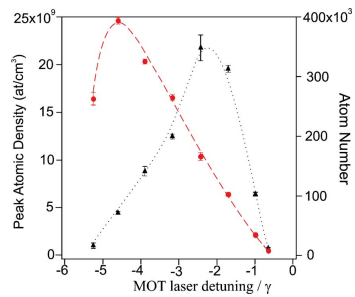 25x10⁹
20
15
10
5
0
Peak Atomic Density (at/cm³)
400x10³
300
200
100
0
Atom Number
-6 -5 -4 -3 -2 -1 0
MOT laser detuning / γ